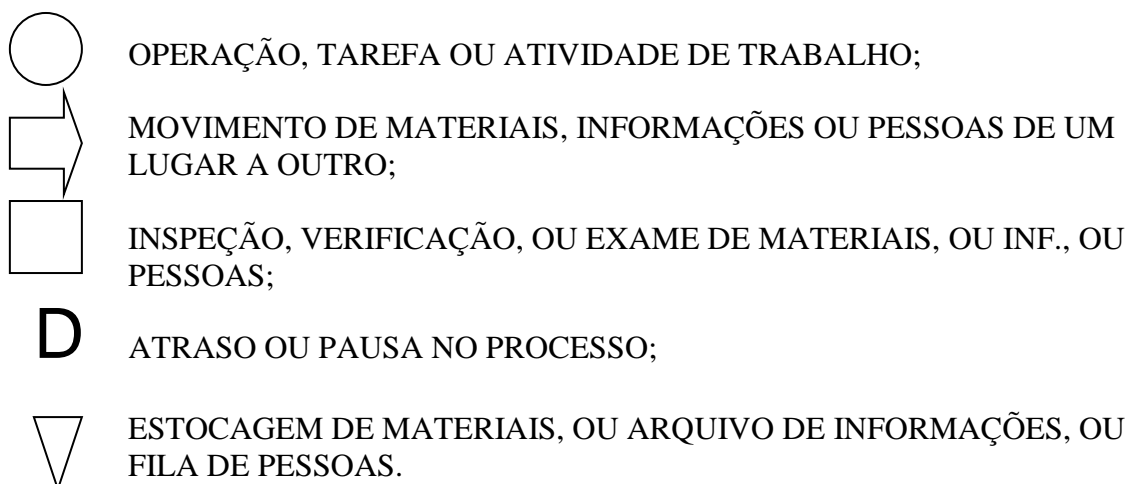 OPERAÇÃO, TAREFA OU ATIVIDADE DE TRABALHO;
MOVIMENTO DE MATERIAIS, INFORMAÇÕES OU PESSOAS DE UM
LUGAR A OUTRO;
INSPEÇÃO, VERIFICAÇÃO, OU EXAME DE MATERIAIS, OU INF., OU
PESSOAS;
D ATRASO OU PAUSA NO PROCESSO;
ESTOCAGEM DE MATERIAIS, OU ARQUIVO DE INFORMAÇÕES, OU
FILA DE PESSOAS.